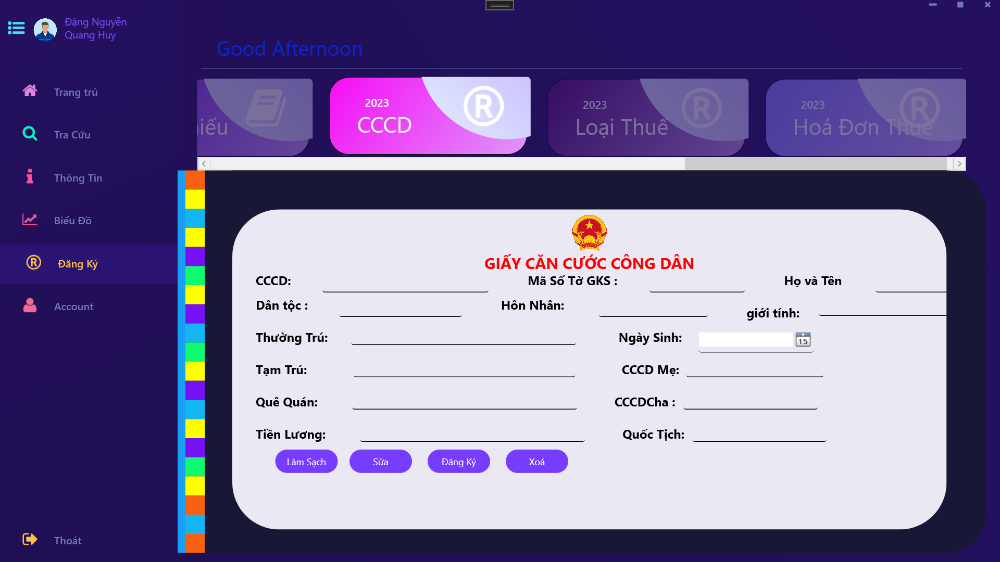 Đặng Nguyễn
Quang Huy
Trang trủ
Tra Cứu
Thông Tin
Biểu Đồ
® Đăng Ký
Account
Thoát
Good Afternoon
iếu
2023
CCCD
®
2023
Loại Thuế
®
2023
Hoá Đơn Thuế
®
GIẤY CĂN CƯỚC CÔNG DÂN
CCCD: Mã Số Tờ GKS : Họ và Tên
Dân tộc : Hôn Nhân: giới tính:
Thường Trú: Ngày Sinh: 15
Tạm Trú: CCCD Mẹ:
Quê Quán: CCCDCha :
Tiền Lương: Quốc Tịch:
Làm Sạch Sửa Đăng Ký Xoá